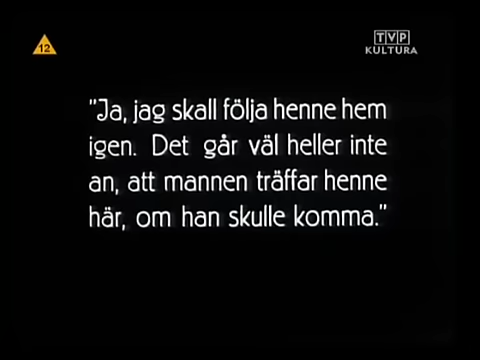 12
TVP
KULTURA
"Ja, jag skall följa henne hem
igen. Det går väl heller inte
an, att mannen träffar henne
här, om han skulle komma."